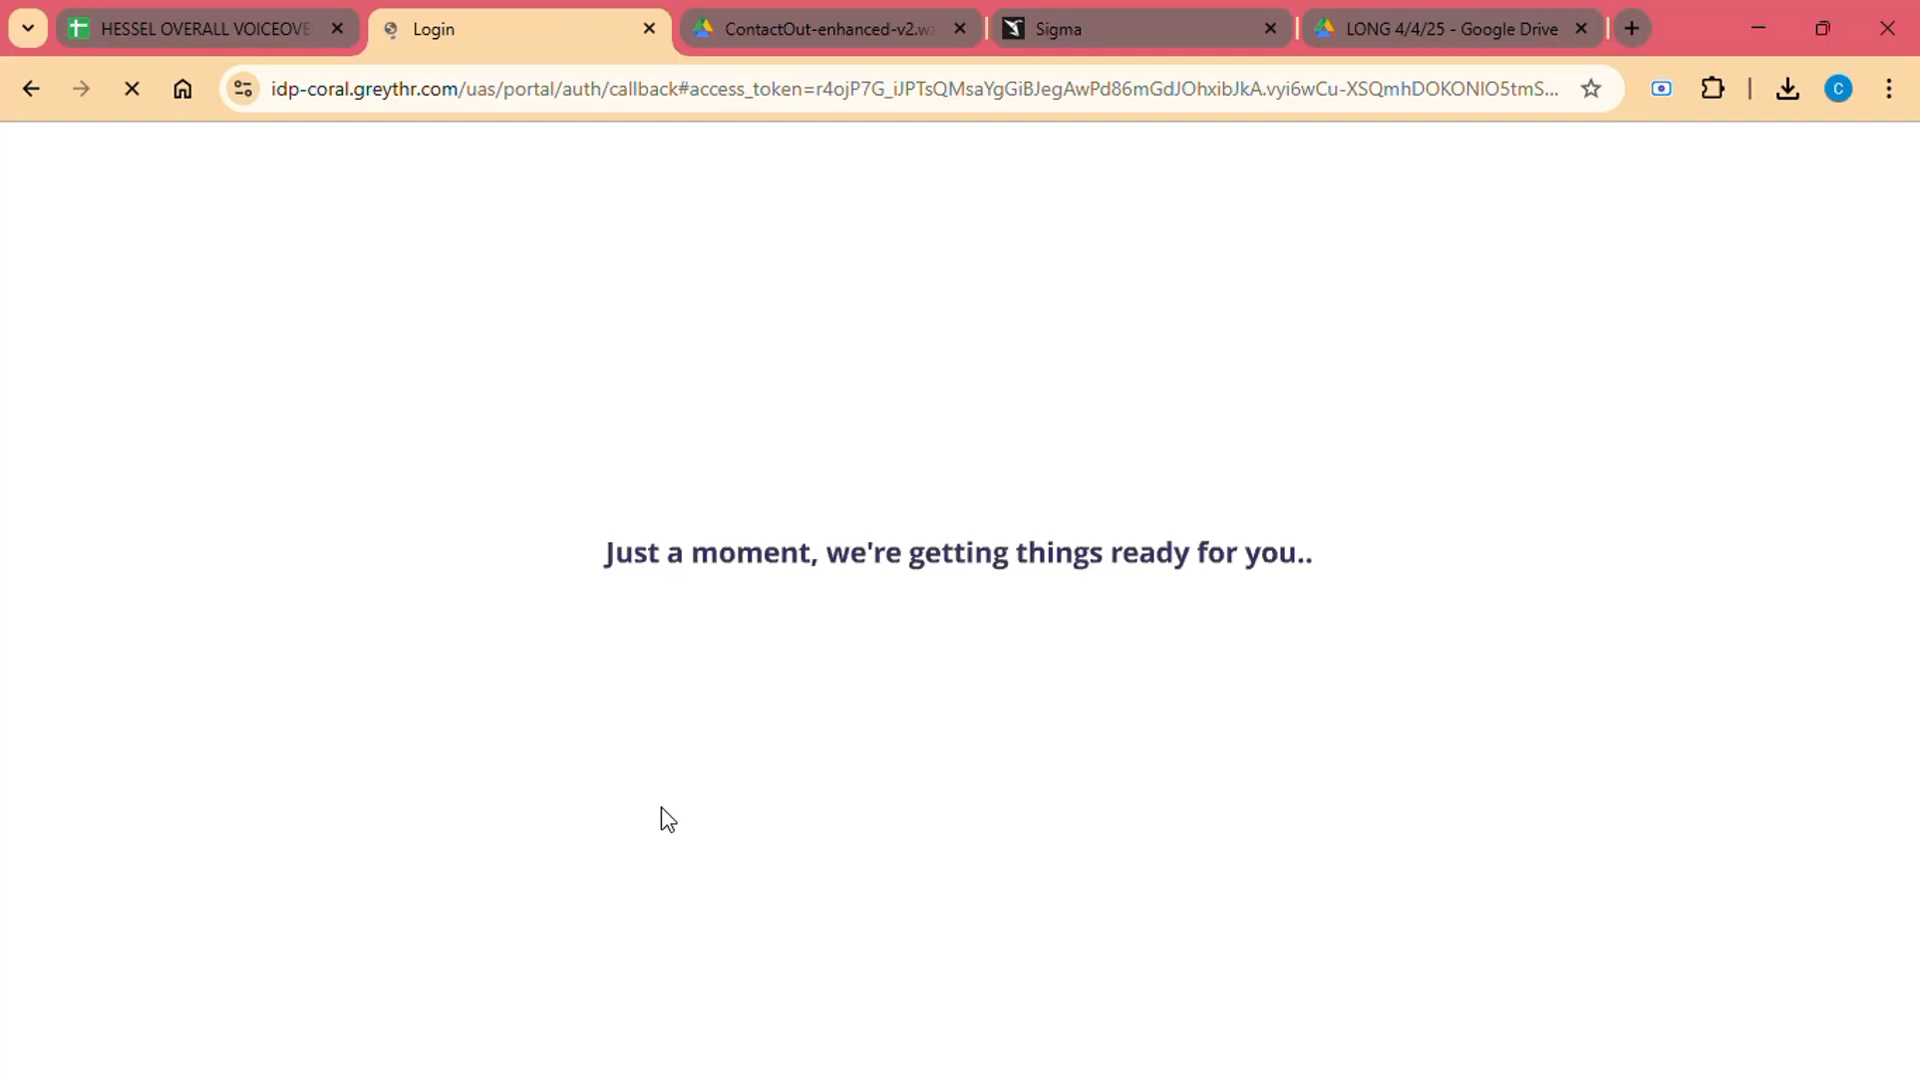 HESSEL OVERALL VOICEOVE
Login
ContactOut-enhanced-v2.wa
Sigma
LONG 4/4/25 - Google Drive
idp-coral.greythr.com/uas/portal/auth/callback#access_token=r4ojP7G_iJPTsQMsaYgGiBJegAwPd86mGdJOhxibJkA.vyi6wCu-XSQmhDOKONIO5tmS...
C
Just a moment, we're getting things ready for you..